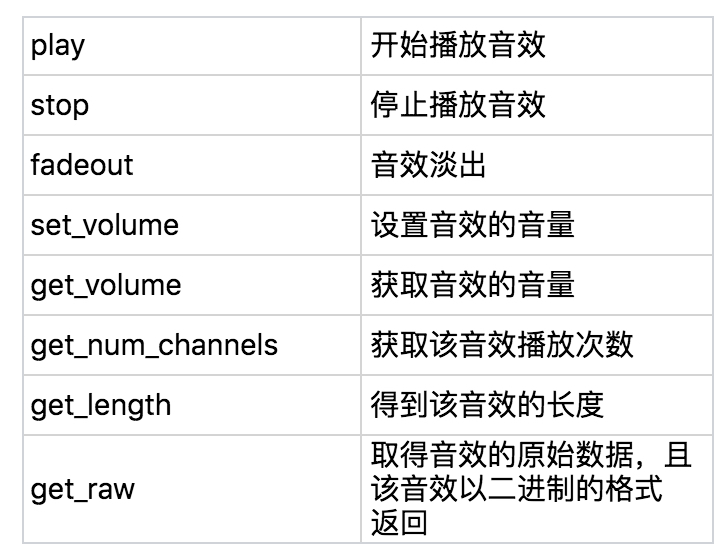 play 开始播放音效
stop 停止播放音效
fadeout 音效淡出
set_volume 设置音效的音量
get_volume 获取音效的音量
get_num_channels 获取该音效播放次数
get_length 得到该音效的长度
get_raw 取得音效的原始数据，且
该音效以二进制的格式
返回